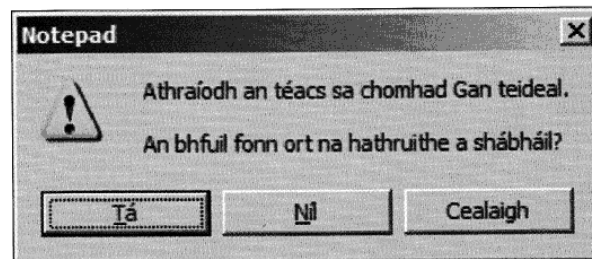 Notepad
Athraíodh an téacs sa chomhad Gan teideal.
An bhfuil fonn ort na hathruithe a shábháil?
Tá
Níl
Cealaigh